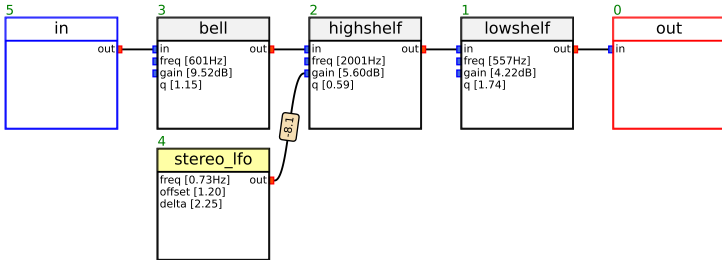 5
in
out
3
bell
in
out
freq [601Hz]
gain [9.52dB]
q [1.15]
2
highshelf
in
out
freq [2001Hz]
gain [5.60dB]
q [0.59]
1
lowshelf
in
out
freq [557Hz]
gain [4.22dB]
q [1.74]
0
out
in
-8.1
4
stereo_lfo
freq [0.73Hz]
out
offset [1.20]
delta [2.25]